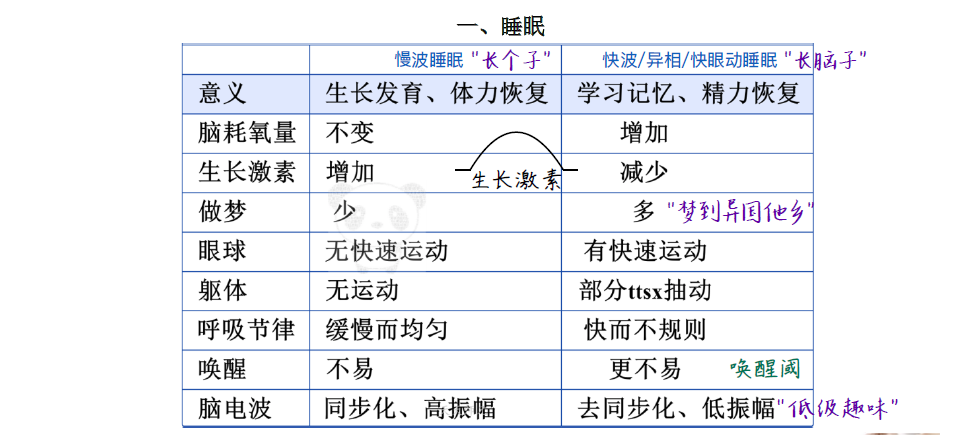 一、睡眠
慢波睡眠 "长个子" 快波/异相/快眼动睡眠 "长脑子"
意义 生长发育、体力恢复 学习记忆、精力恢复
脑耗氧量 不变 增加
生长激素 增加 生长激素 减少
做梦 少 多 "梦到异国他乡"
眼球 无快速运动 有快速运动
躯体 无运动 部分ttsx抽动
呼吸节律 缓慢而均匀 快而不规则
唤醒 不易 更不易 唤醒阈
脑电波 同步化、高振幅 去同步化、低振幅 "低级趣味"